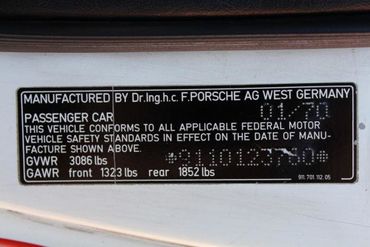 MANUFACTURED BY Dr.Ing.h.c. F.PORSCHE AG WEST GERMANY
01/70
PASSENGER CAR
THIS VEHICLE CONFORMS TO ALL APPLICABLE FEDERAL MOTOR
VEHICLE SAFETY STANDARDS IN EFFECT ON THE DATE OF MANU-
FACTURE SHOWN ABOVE.
GVWR 3086 lbs *9110123760*
GAWR front 1323 lbs rear 1852 lbs
911 701 112 05